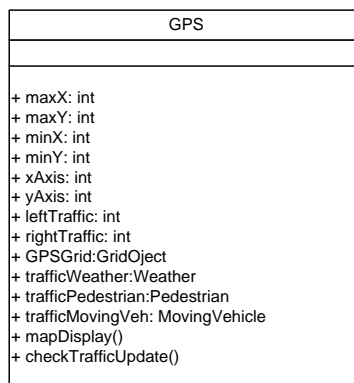 GPS
+ maxX: int
+ maxY: int
+ minX: int
+ minY: int
+ xAxis: int
+ yAxis: int
+ leftTraffic: int
+ rightTraffic: int
+ GPSGrid:GridOject
+ trafficWeather:Weather
+ trafficPedestrian:Pedestrian
+ trafficMovingVeh: MovingVehicle
+ mapDisplay()
+ checkTrafficUpdate()